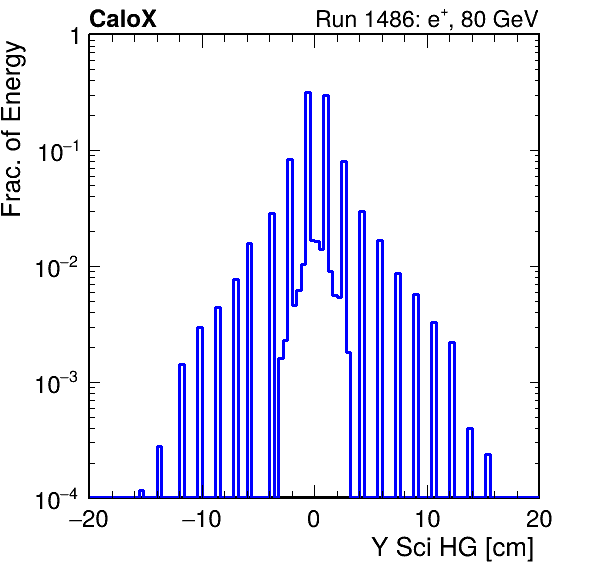 CaloX Run 1486: e⁺, 80 GeV
Frac. of Energy
1
10⁻¹
10⁻²
10⁻³
10⁻⁴
−20 −10 0 10 20
Y Sci HG [cm]